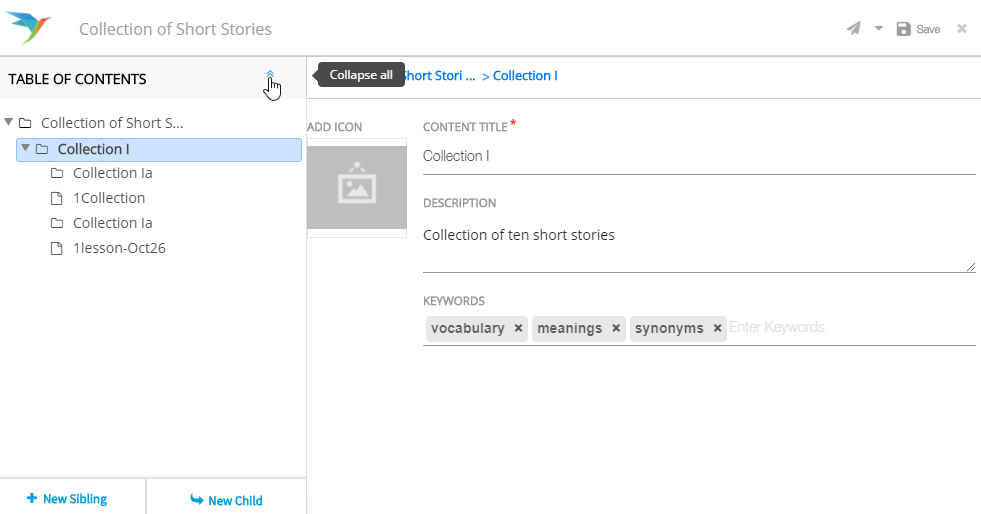 Collection of Short Stories
Save
TABLE OF CONTENTS
Collapse all
Short Stori ... > Collection I
Collection of Short S...
Collection I
Collection Ia
1Collection
Collection Ia
1lesson-Oct26
ADD ICON
CONTENT TITLE*
Collection I
DESCRIPTION
Collection of ten short stories
KEYWORDS
vocabulary × meanings × synonyms × Enter Keywords
New Sibling
New Child